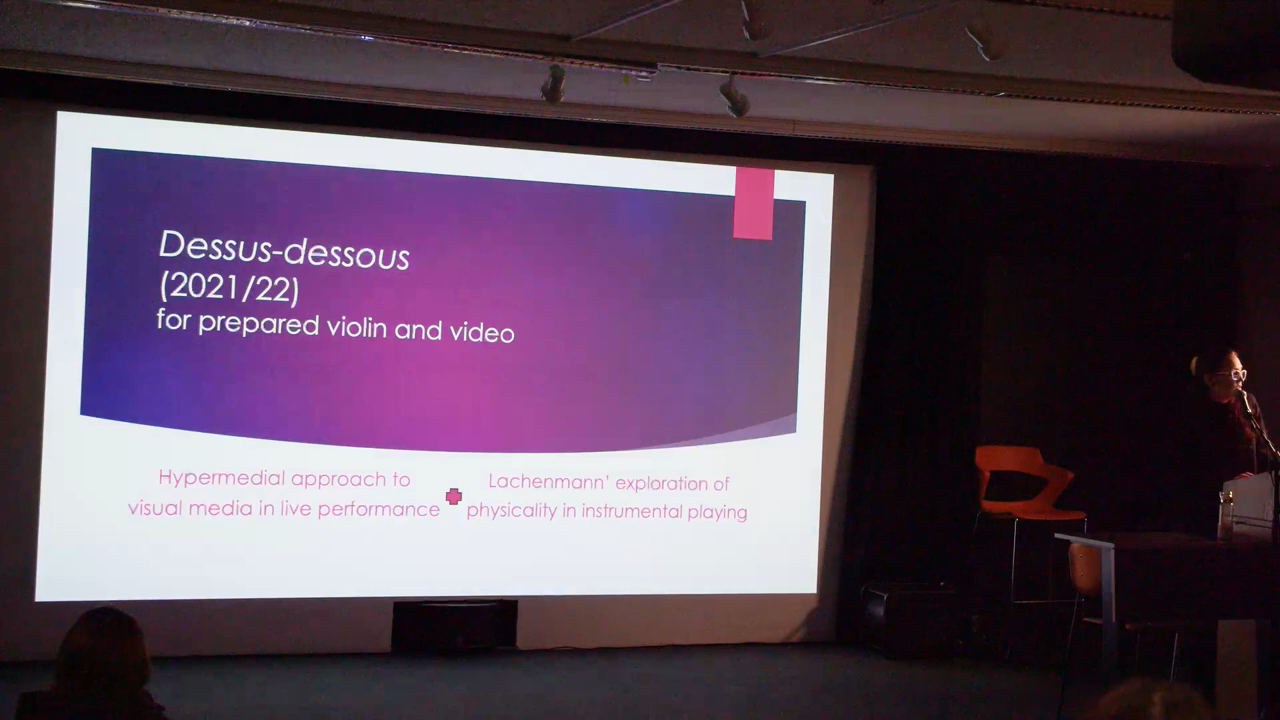 Dessus-dessous
(2021/22)
for prepared violin and video
Hypermedial approach to
visual media in live performance
Lachenmann’ exploration of
physicality in instrumental playing